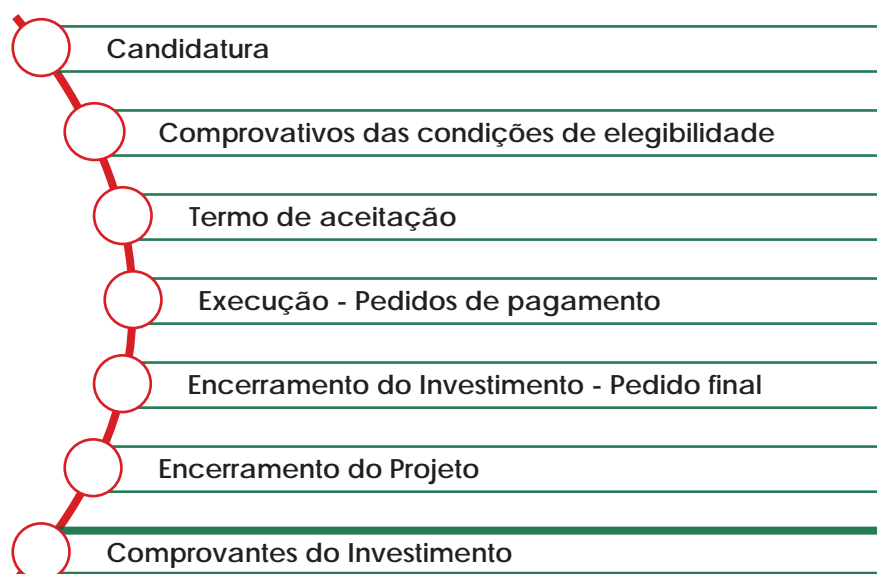 Candidatura
Comprovativos das condições de elegibilidade
Termo de aceitação
Execução - Pedidos de pagamento
Encerramento do Investimento - Pedido final
Encerramento do Projeto
Comprovantes do Investimento